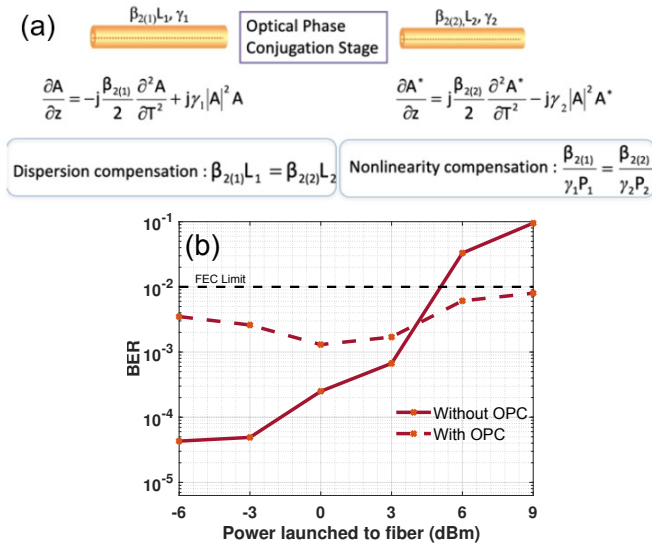 (a)
β₂₍₁₎L₁, γ₁
Optical Phase
Conjugation Stage
β₂₍₂₎,L₂, γ₂
∂A/∂z = -j β₂₍₁₎/2 ∂²A/∂T² + jγ₁|A|² A
∂A*/∂z = j β₂₍₂₎/2 ∂²A*/∂T² - jγ₂|A|² A*
Dispersion compensation : β₂₍₁₎L₁ = β₂₍₂₎L₂
Nonlinearity compensation : β₂₍₁₎/γ₁P₁ = β₂₍₂₎/γ₂P₂
(b)
10⁻¹
FEC Limit
10⁻²
10⁻³
BER
10⁻⁴
Without OPC
With OPC
10⁻⁵
-6 -3 0 3 6 9
Power launched to fiber (dBm)